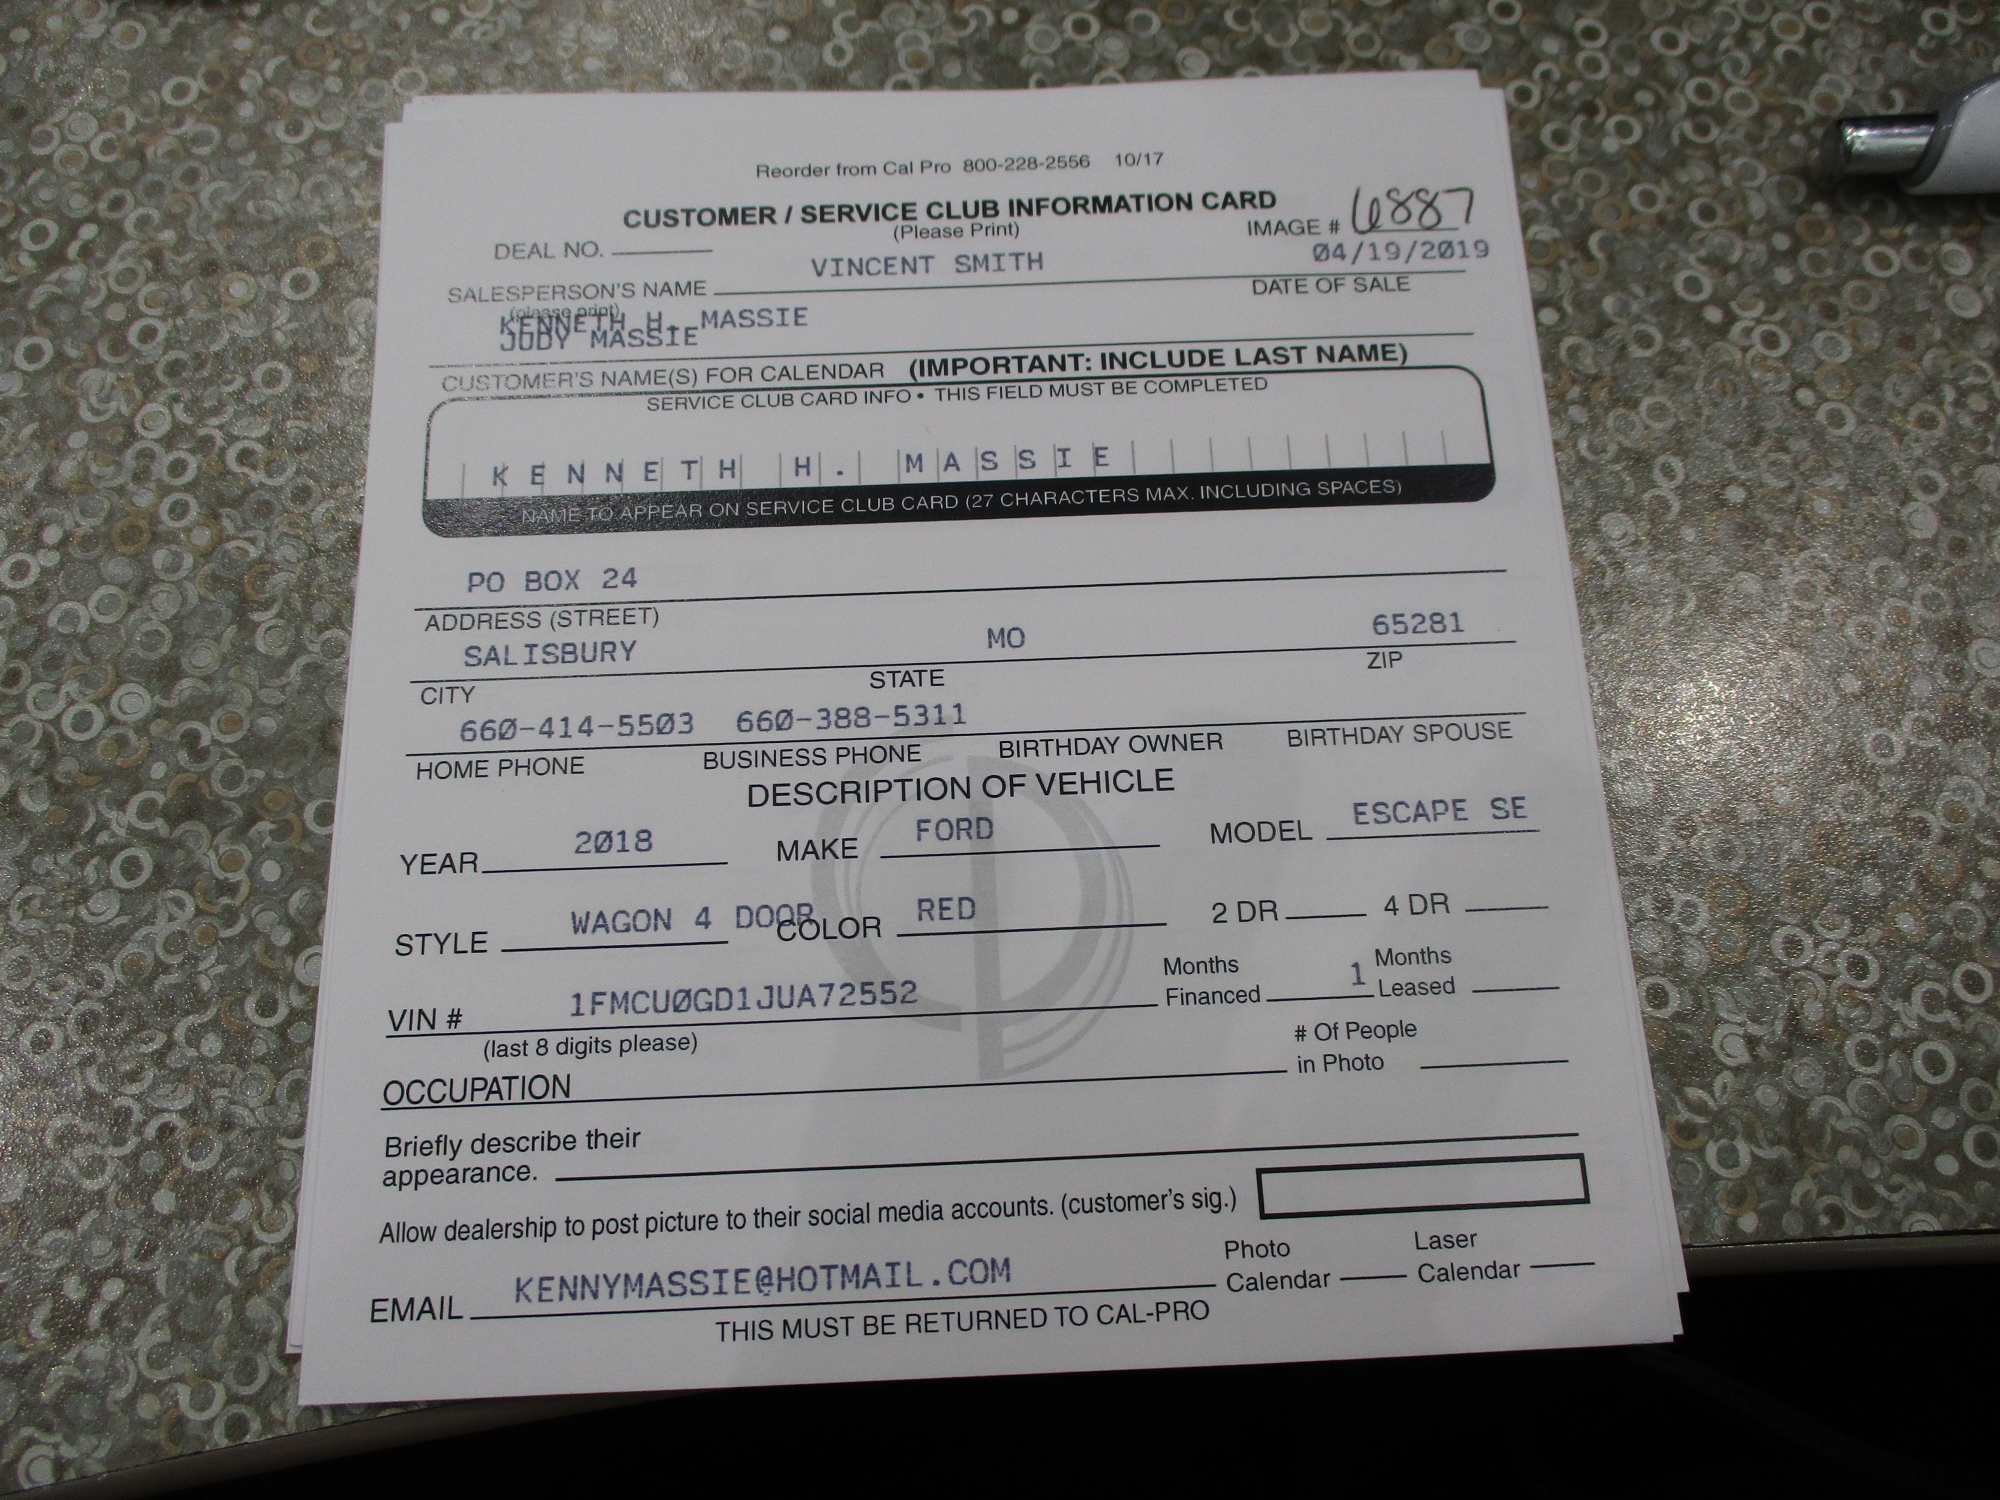 Reorder from Cal Pro 800-228-2556 10/17
CUSTOMER / SERVICE CLUB INFORMATION CARD
(Please Print)
IMAGE # 6887
DEAL NO.
VINCENT SMITH 04/19/2019
SALESPERSON'S NAME DATE OF SALE
(please print)
KENNETH H. MASSIE
JUDY MASSIE
CUSTOMER'S NAME(S) FOR CALENDAR (IMPORTANT: INCLUDE LAST NAME)
SERVICE CLUB CARD INFO • THIS FIELD MUST BE COMPLETED
KENNETH H. MASSIE
NAME TO APPEAR ON SERVICE CLUB CARD (27 CHARACTERS MAX. INCLUDING SPACES)
PO BOX 24
ADDRESS (STREET)
SALISBURY MO 65281
CITY STATE ZIP
660-414-5503 660-388-5311
HOME PHONE BUSINESS PHONE BIRTHDAY OWNER BIRTHDAY SPOUSE
DESCRIPTION OF VEHICLE
YEAR 2018 MAKE FORD MODEL ESCAPE SE
STYLE WAGON 4 DOOR COLOR RED 2 DR 4 DR
VIN # 1FMCU0GD1JUA72552 Months Financed 1 Months Leased
(last 8 digits please)
OCCUPATION # Of People in Photo
Briefly describe their
appearance.
Allow dealership to post picture to their social media accounts. (customer's sig.)
EMAIL KENNYMASSIE@HOTMAIL.COM Photo Calendar Laser Calendar
THIS MUST BE RETURNED TO CAL-PRO